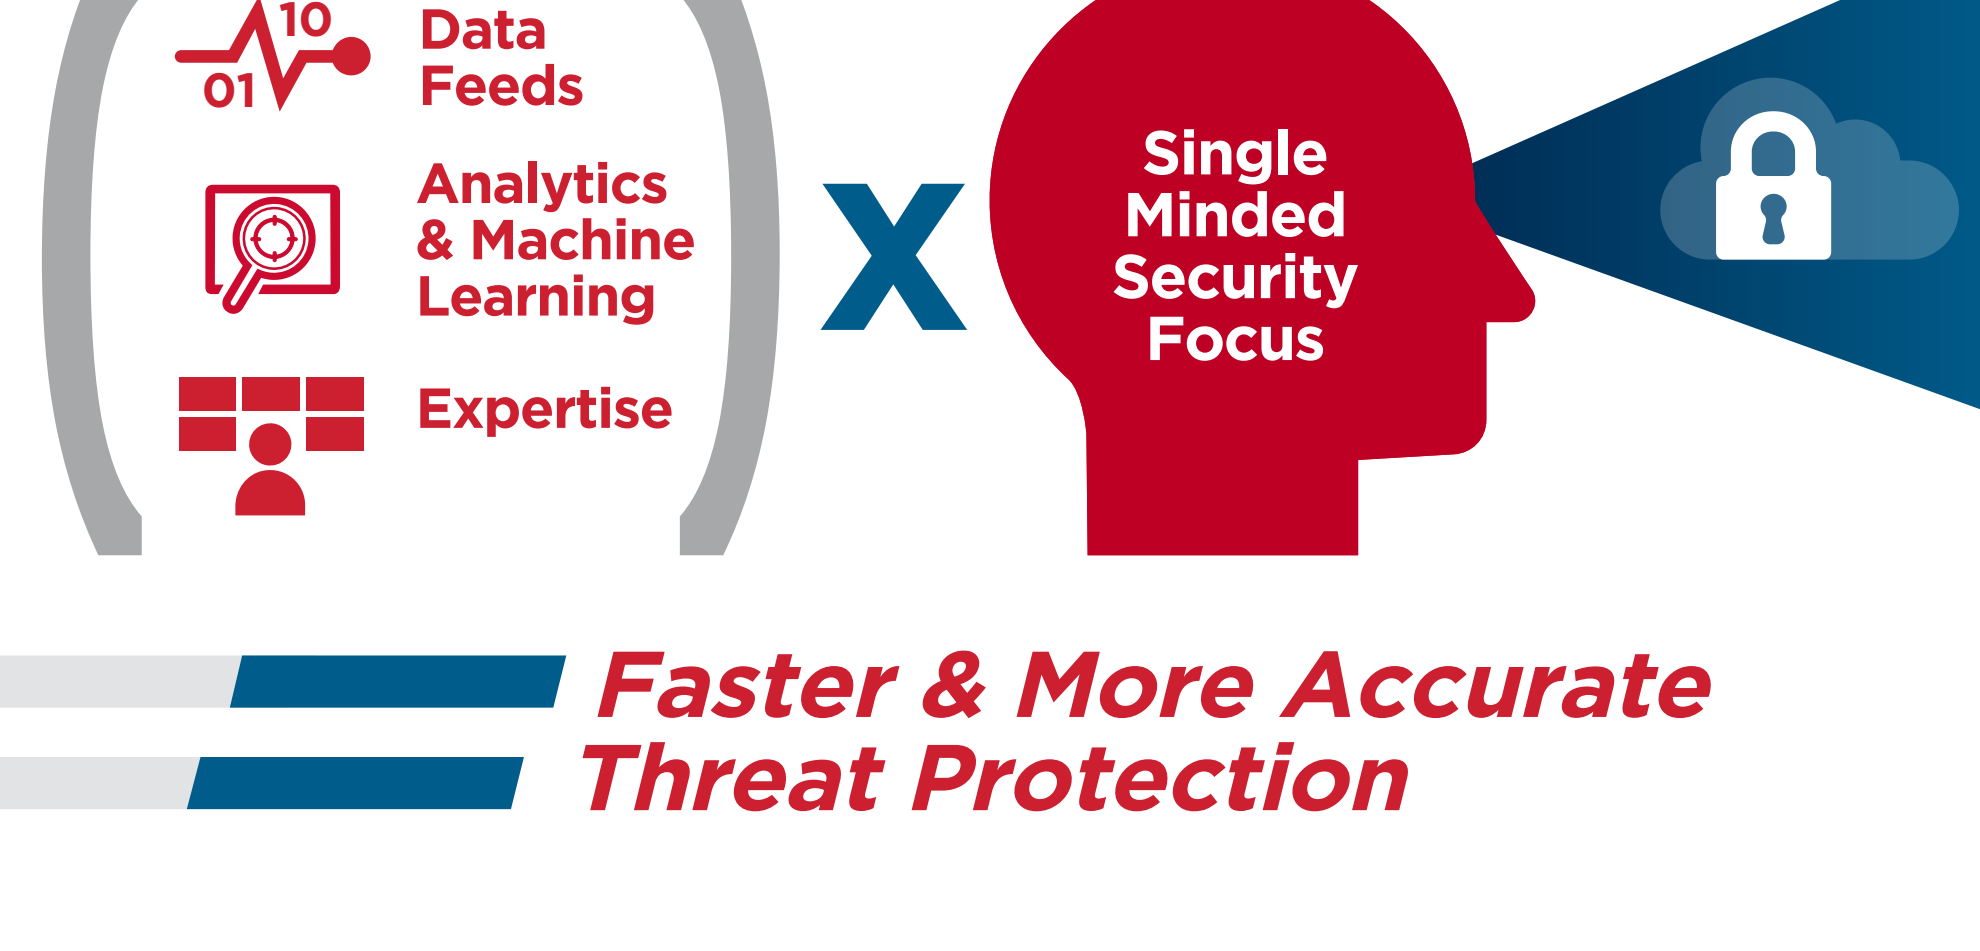 10
01
Data
Feeds
Analytics
& Machine
Learning
Expertise
X
Single
Minded
Security
Focus
Faster & More Accurate
Threat Protection